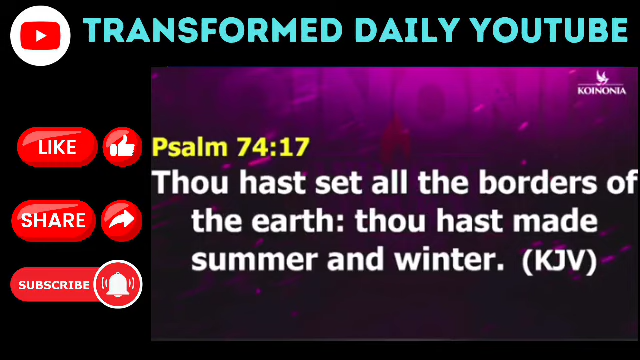 TRANSFORMED DAILY YOUTUBE
KOINONIA
LIKE
SHARE
SUBSCRIBE
Psalm 74:17
Thou hast set all the borders of
the earth: thou hast made
summer and winter. (KJV)